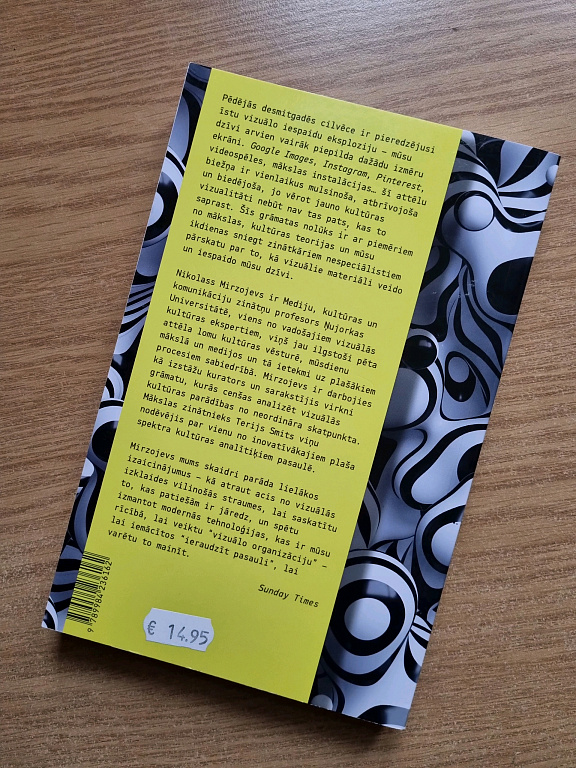 Pēdējās desmitgadēs cilvēce ir pieredzējusi
īstu vizuālo iespaidu eksploziju – mūsu
dzīvi arvien vairāk piepilda dažādu izmēru
ekrāni. Google Images, Instagram, Pinterest,
videospēles, mākslas instalācijas… šī attēlu
biežņa ir vienlaikus mulsinoša, atbrīvojoša
un biedējoša, jo vērot jauno kultūras
vizualitāti nebūt nav tas pats, kas to
saprast. Šīs grāmatas nolūks ir ar piemēriem
no mākslas, kultūras teorijas un mūsu
ikdienas sniegt zinātkāriem nespeciālistiem
pārskatu par to, kā vizuālie materiāli veido
un iespaido mūsu dzīvi.
Nikolass Mirzojevs ir Mediju, kultūras un
komunikāciju zinātņu profesors Ņujorkas
Universitātē, viens no vadošajiem vizuālās
kultūras ekspertiem, viņš jau ilgstoši pēta
attēla lomu kultūras vēsturē, mūsdienu
mākslā un medijos un tā ietekmi uz plašākiem
procesiem sabiedrībā. Mirzojevs ir darbojies
kā izstāžu kurators un sarakstījis virkni
grāmatu, kurās cenšas analizēt vizuālās
kultūras parādības no neordināra skatpunkta.
Mākslas zinātnieks Terijs Smits viņu
nodēvējis par vienu no inovatīvākajiem plaša
spektra kultūras analītiķiem pasaulē.
Mirzojevs mums skaidri parāda lielākos
izaicinājumus – kā atraut acis no vizuālās
izklaides vilinošās straumes, lai saskatītu
to, kas patiešām ir jāredz, un spētu
izmantot modernās tehnoloģijas, kas ir mūsu
rīcībā, lai veiktu "vizuālo organizāciju" –
lai iemācītos "ieraudzīt pasauli", lai
varētu to mainīt.
Sunday Times
9 789984 236162
€ 14.95